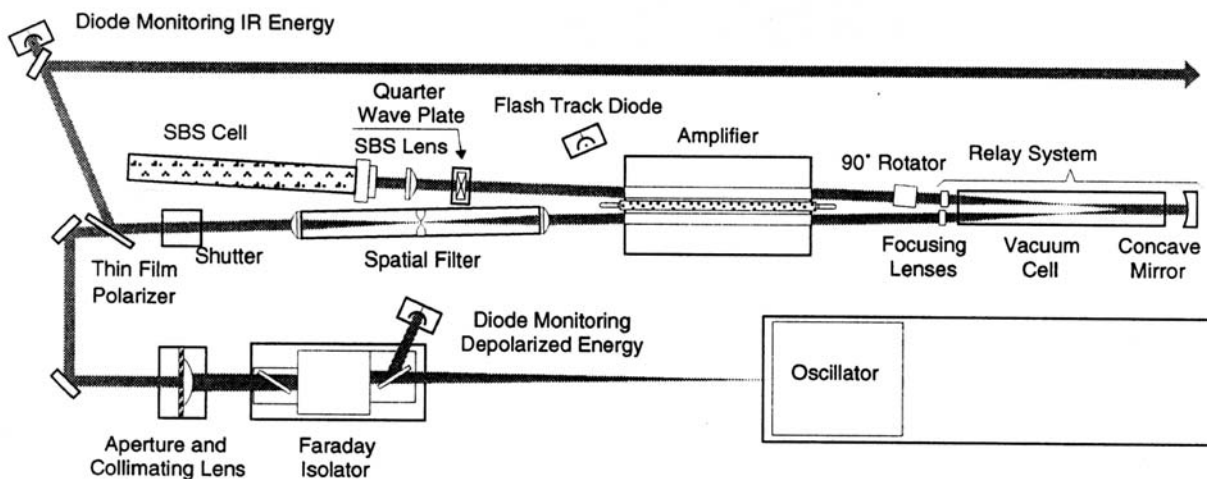 Diode Monitoring IR Energy
Quarter
Wave Plate
Flash Track Diode
SBS Cell
SBS Lens
Amplifier
90° Rotator
Relay System
Shutter
Spatial Filter
Focusing
Lenses
Vacuum
Cell
Concave
Mirror
Thin Film
Polarizer
Diode Monitoring
Depolarized Energy
Oscillator
Aperture and
Collimating Lens
Faraday
Isolator